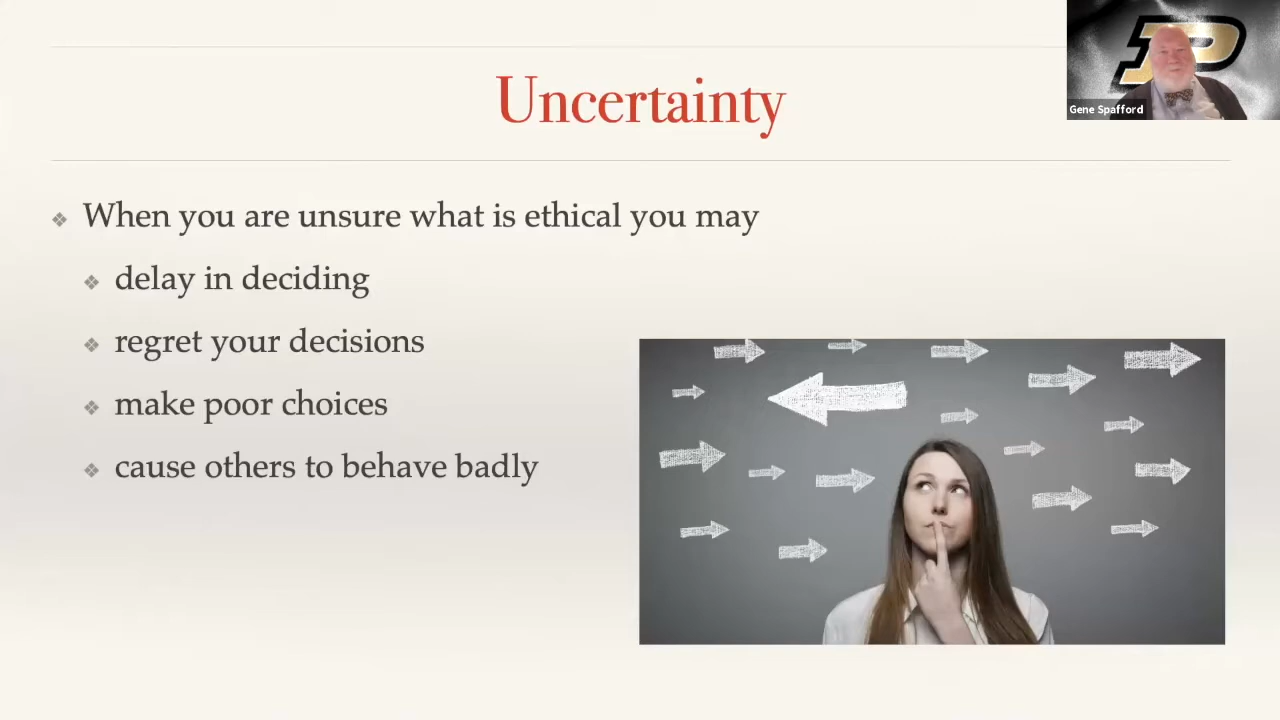 Uncertainty
Gene Spafford
When you are unsure what is ethical you may
delay in deciding
regret your decisions
make poor choices
cause others to behave badly